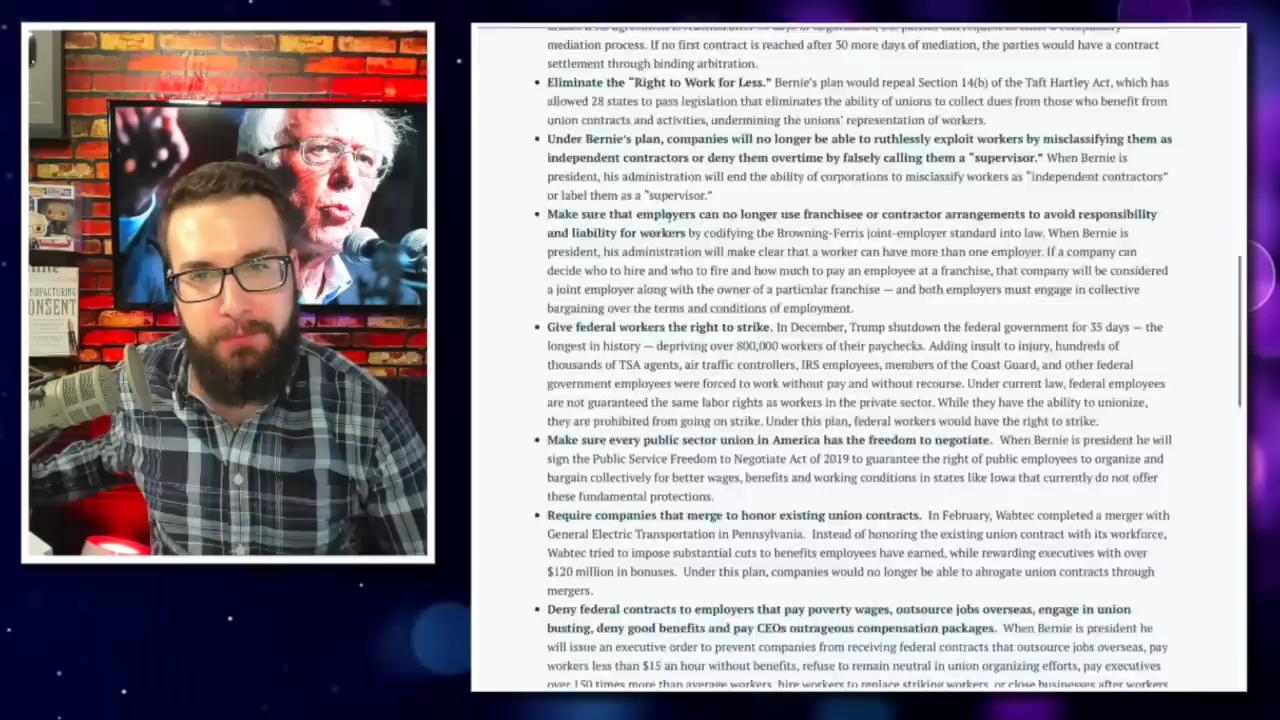 MANUFACTURING
CONSENT
mediation process. If no first contract is reached after 30 more days of mediation, the parties would have a contract
settlement through binding arbitration.
• Eliminate the “Right to Work for Less.” Bernie’s plan would repeal Section 14(b) of the Taft Hartley Act, which has
allowed 28 states to pass legislation that eliminates the ability of unions to collect dues from those who benefit from
union contracts and activities, undermining the unions’ representation of workers.
• Under Bernie’s plan, companies will no longer be able to ruthlessly exploit workers by misclassifying them as
independent contractors or deny them overtime by falsely calling them a “supervisor.” When Bernie is
president, his administration will end the ability of corporations to misclassify workers as “independent contractors”
or label them as a “supervisor.”
• Make sure that employers can no longer use franchisee or contractor arrangements to avoid responsibility
and liability for workers by codifying the Browning-Ferris joint-employer standard into law. When Bernie is
president, his administration will make clear that a worker can have more than one employer. If a company can
decide who to hire and who to fire and how much to pay an employee at a franchise, that company will be considered
a joint employer along with the owner of a particular franchise — and both employers must engage in collective
bargaining over the terms and conditions of employment.
• Give federal workers the right to strike. In December, Trump shutdown the federal government for 35 days — the
longest in history — depriving over 800,000 workers of their paychecks. Adding insult to injury, hundreds of
thousands of TSA agents, air traffic controllers, IRS employees, members of the Coast Guard, and other federal
government employees were forced to work without pay and without recourse. Under current law, federal employees
are not guaranteed the same labor rights as workers in the private sector. While they have the ability to unionize,
they are prohibited from going on strike. Under this plan, federal workers would have the right to strike.
• Make sure every public sector union in America has the freedom to negotiate. When Bernie is president he will
sign the Public Service Freedom to Negotiate Act of 2019 to guarantee the right of public employees to organize and
bargain collectively for better wages, benefits and working conditions in states like Iowa that currently do not offer
these fundamental protections.
• Require companies that merge to honor existing union contracts. In February, Wabtec completed a merger with
General Electric Transportation in Pennsylvania. Instead of honoring the existing union contract with its workforce,
Wabtec tried to impose substantial cuts to benefits employees have earned, while rewarding executives with over
$120 million in bonuses. Under this plan, companies would no longer be able to abrogate union contracts through
mergers.
• Deny federal contracts to employers that pay poverty wages, outsource jobs overseas, engage in union
busting, deny good benefits and pay CEOs outrageous compensation packages. When Bernie is president he
will issue an executive order to prevent companies from receiving federal contracts that outsource jobs overseas, pay
workers less than $15 an hour without benefits, refuse to remain neutral in union organizing efforts, pay executives
over 150 times more than average workers, hire workers to replace striking workers, or close businesses after workers